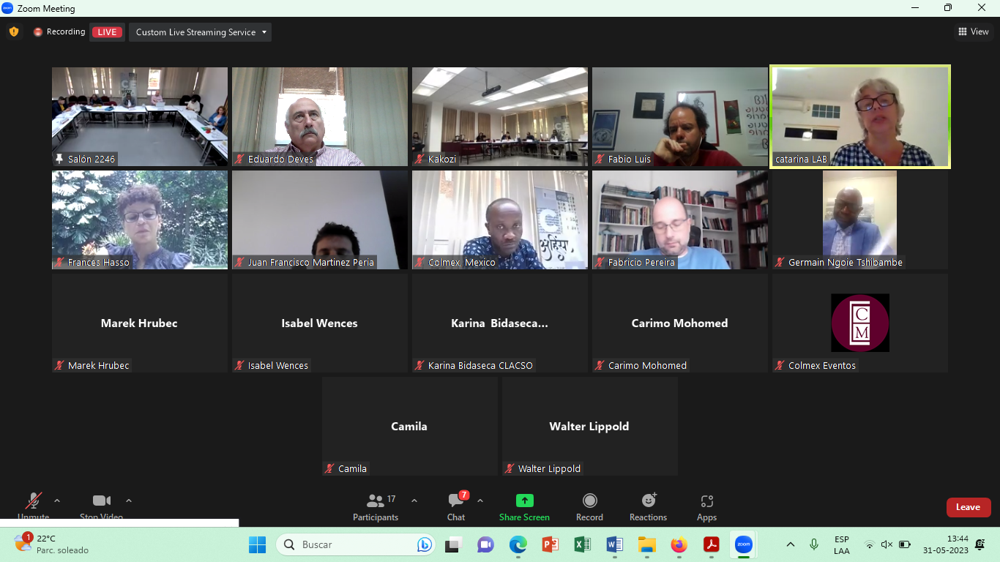 Zoom Meeting
Recording
LIVE
Custom Live Streaming Service
View
Salón 2246
Eduardo Deves
Kakozi
Fabio Luis
catarina LAB
Frances Hasso
Juan Francisco Martinez Peria
Colmex, Mexico
Fabricio Pereira
Germain Ngoie Tshibambe
Marek Hrubec
Isabel Wences
Karina Bidaseca...
Carimo Mohomed
C
M
Marek Hrubec
Isabel Wences
Karina Bidaseca CLACSO
Carimo Mohomed
Colmex Eventos
Camila
Walter Lippold
Camila
Walter Lippold
Unmute
Stop Video
17
Participants
7
Chat
Share Screen
Record
Reactions
Apps
Leave
1
22°C
Parc. soleado
Buscar
zoom
ESP
LAA
13:44
31-05-2023